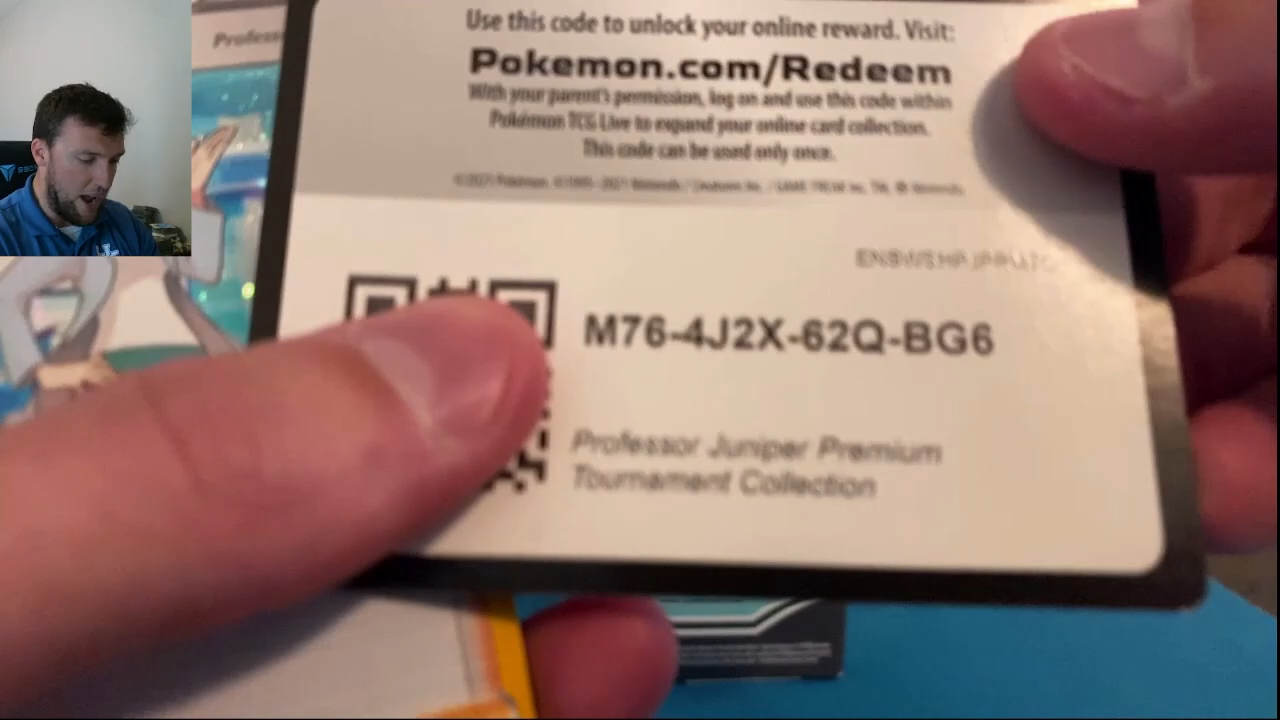 Use this code to unlock your online reward. Visit:
Pokemon.com/Redeem
With your parent's permission, log on and use this code within
Pokémon TCG Live to expand your online card collection.
This code can be used only once.
M76-4J2X-62Q-BG6
Professor Juniper Premium
Tournament Collection